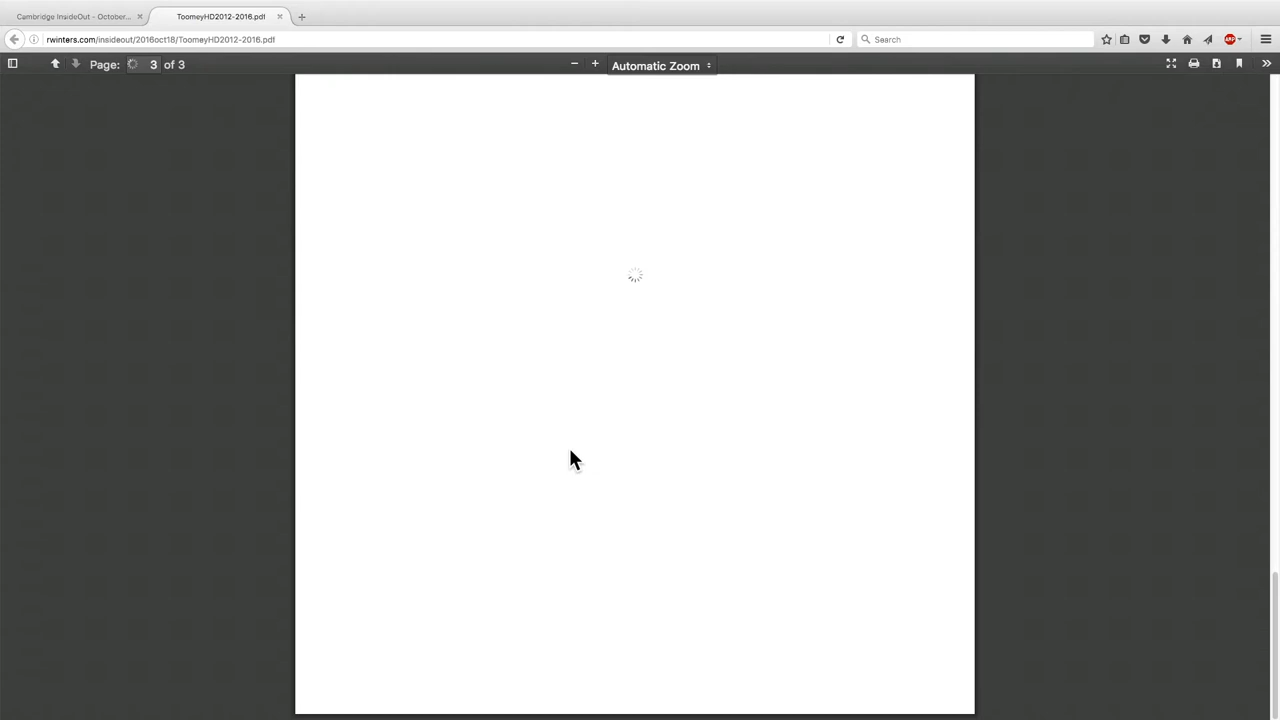 Cambridge InsideOut - October...
ToomeyHD2012-2016.pdf
rwinters.com/insideout/2016oct18/ToomeyHD2012-2016.pdf
Search
ABP
Page: 3 of 3
Automatic Zoom